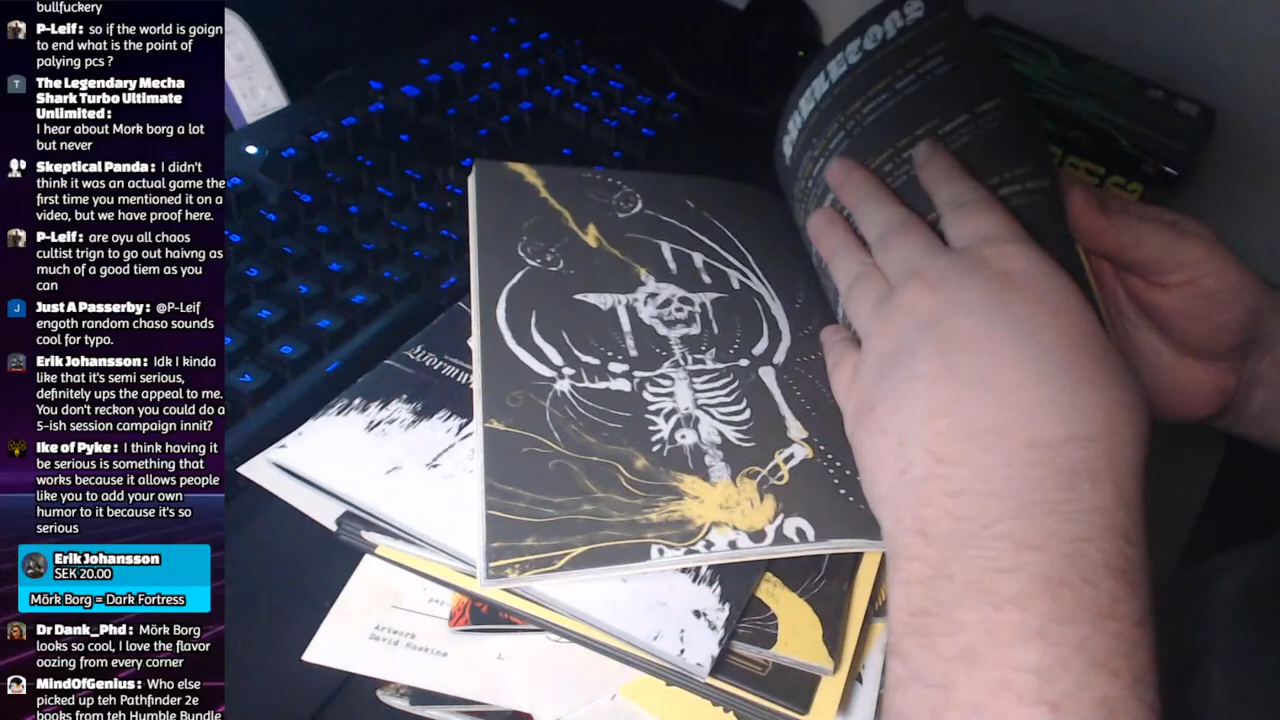 bullfuckery
P-Leif : so if the world is goign
to end what is the point of
palying pcs ?
T
The Legendary Mecha
Shark Turbo Ultimate
Unlimited :
I hear about Mork borg a lot
but never
Skeptical Panda : I didn't
think it was an actual game the
first time you mentioned it on a
video, but we have proof here.
P-Leif : are oyu all chaos
cultist trign to go out haivng as
much of a good tiem as you
can
J
Just A Passerby : @P-Leif
engoth random chaso sounds
cool for typo.
Erik Johansson : Idk I kinda
like that it's semi serious,
definitely ups the appeal to me.
You don't reckon you could do a
5-ish session campaign innit?
Ike of Pyke : I think having it
be serious is something that
works because it allows people
like you to add your own
humor to it because it's so
serious
Erik Johansson
SEK 20.00
Mörk Borg = Dark Fortress
Dr Dank_Phd : Mörk Borg
looks so cool, I love the flavor
oozing from every corner
MindOfGenius : Who else
picked up teh Pathfinder 2e
books from teh Humble Bundle
Artwork
David Hoskins